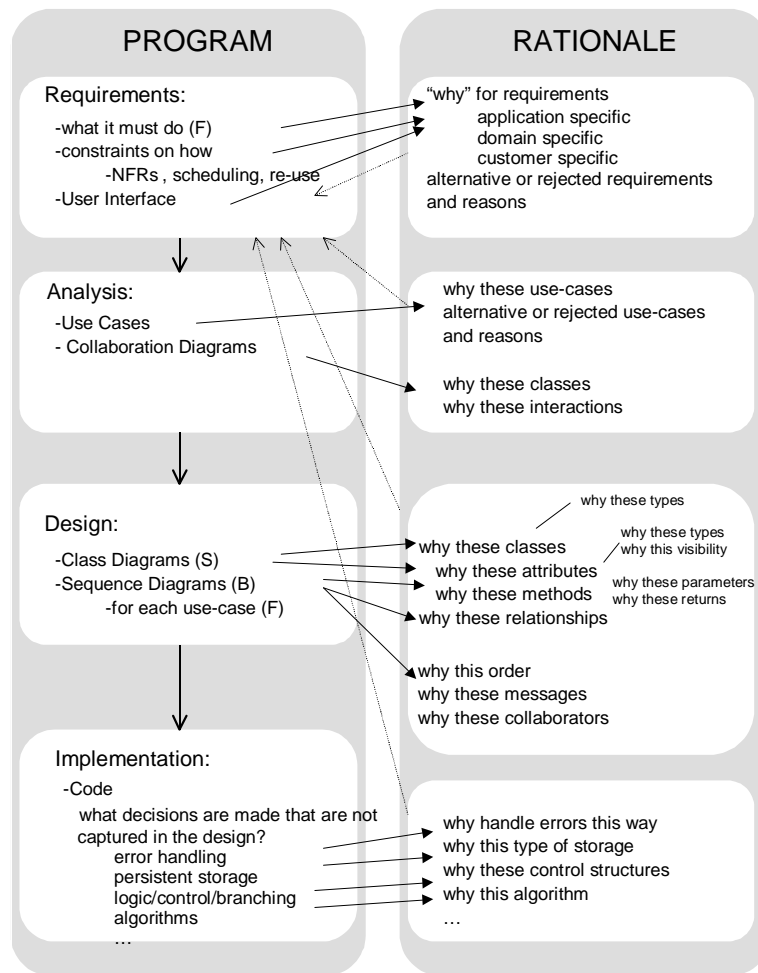 PROGRAM
Requirements:
-what it must do (F)
-constraints on how
-NFRs , scheduling, re-use
-User Interface
Analysis:
-Use Cases
- Collaboration Diagrams
Design:
-Class Diagrams (S)
-Sequence Diagrams (B)
-for each use-case (F)
Implementation:
-Code
what decisions are made that are not
captured in the design?
error handling
persistent storage
logic/control/branching
algorithms
...
RATIONALE
“why” for requirements
application specific
domain specific
customer specific
alternative or rejected requirements
and reasons
why these use-cases
alternative or rejected use-cases
and reasons
why these classes
why these interactions
why these types
why these classes
why these types
why this visibility
why these attributes
why these methods
why these parameters
why these returns
why these relationships
why this order
why these messages
why these collaborators
why handle errors this way
why this type of storage
why these control structures
why this algorithm
...